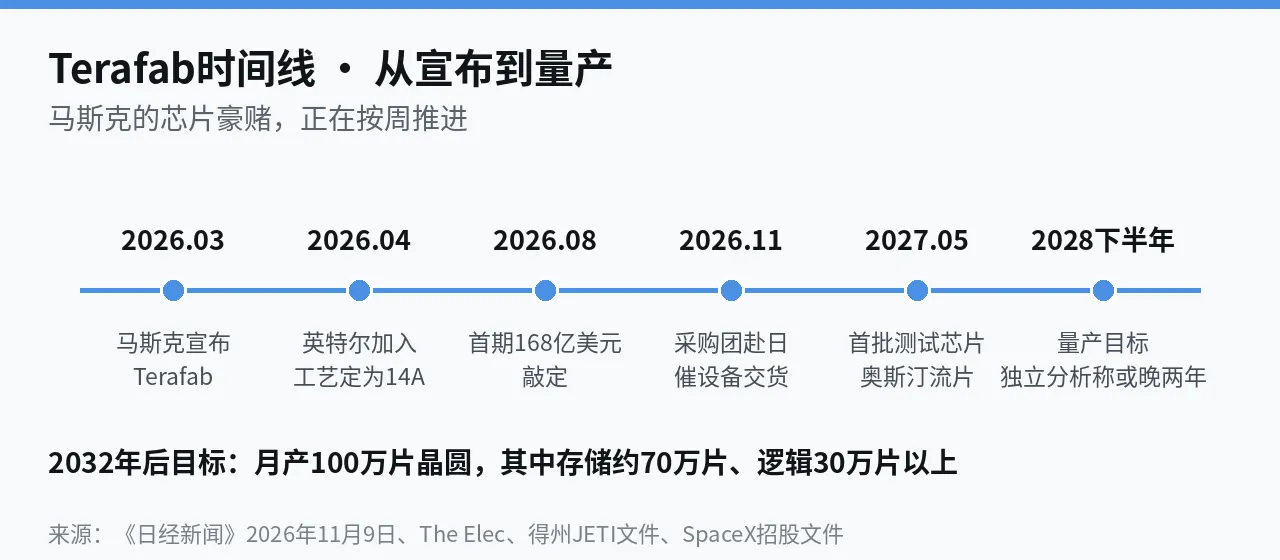 Terafab时间线 · 从宣布到量产
马斯克的芯片豪赌，正在按周推进
2026.03
2026.04
2026.08
2026.11
2027.05
2028下半年
马斯克宣布
Terafab
英特尔加入
工艺定为14A
首期168亿美元
敲定
采购团赴日
催设备交货
首批测试芯片
奥斯汀流片
量产目标
独立分析称或晚两年
2032年后目标：月产100万片晶圆，其中存储约70万片、逻辑30万片以上
来源：《日经新闻》2026年11月9日、The Elec、得州JETI文件、SpaceX招股文件